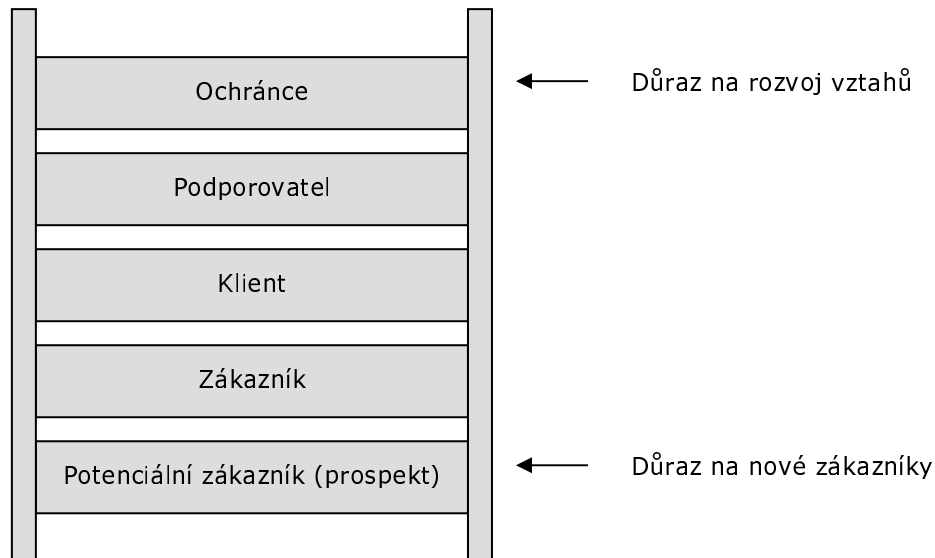 Ochránce
Důraz na rozvoj vztahů
Podporovatel
Klient
Zákazník
Potenciální zákazník (prospekt)
Důraz na nové zákazníky